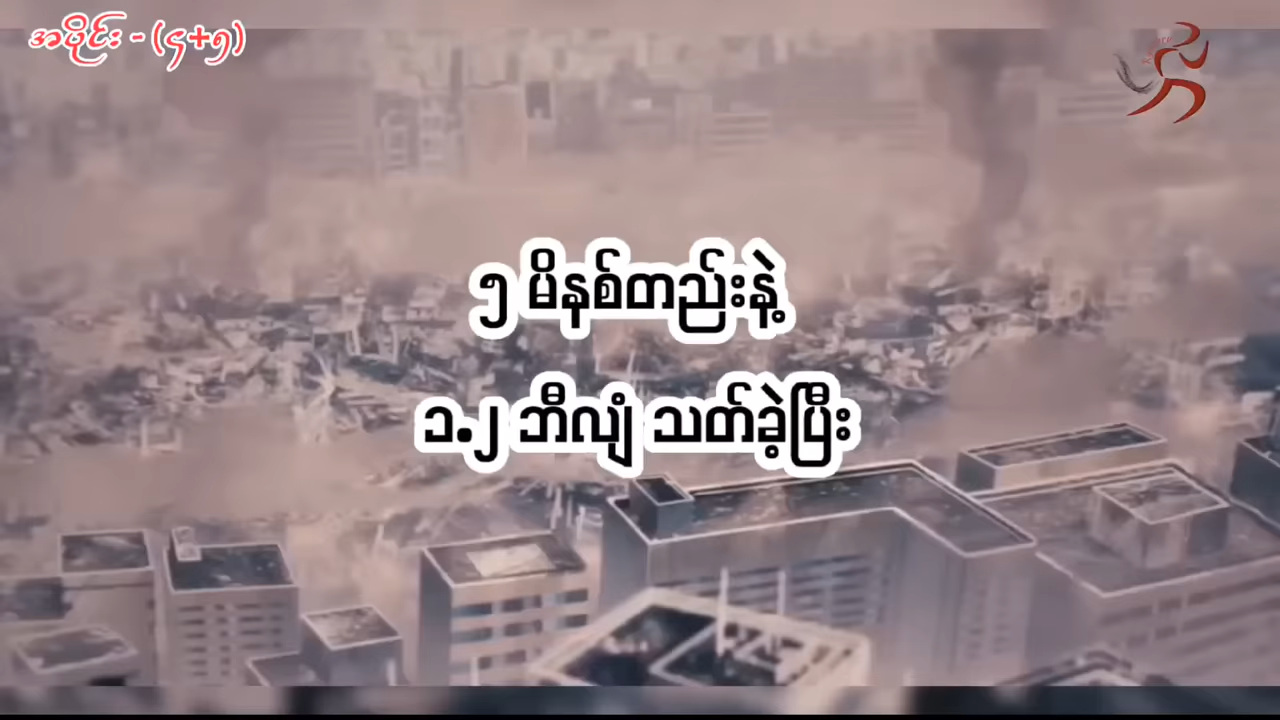 အပိုင်း - (၄+၅)
၅ မိနစ်တည်းနဲ့
၁.၂ ဘီလျံ သတ်ခဲ့ပြီး